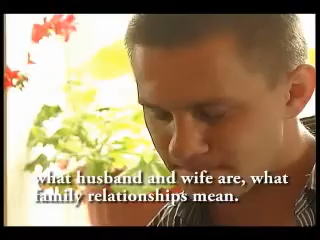 what husband and wife are, what
family relationships mean.